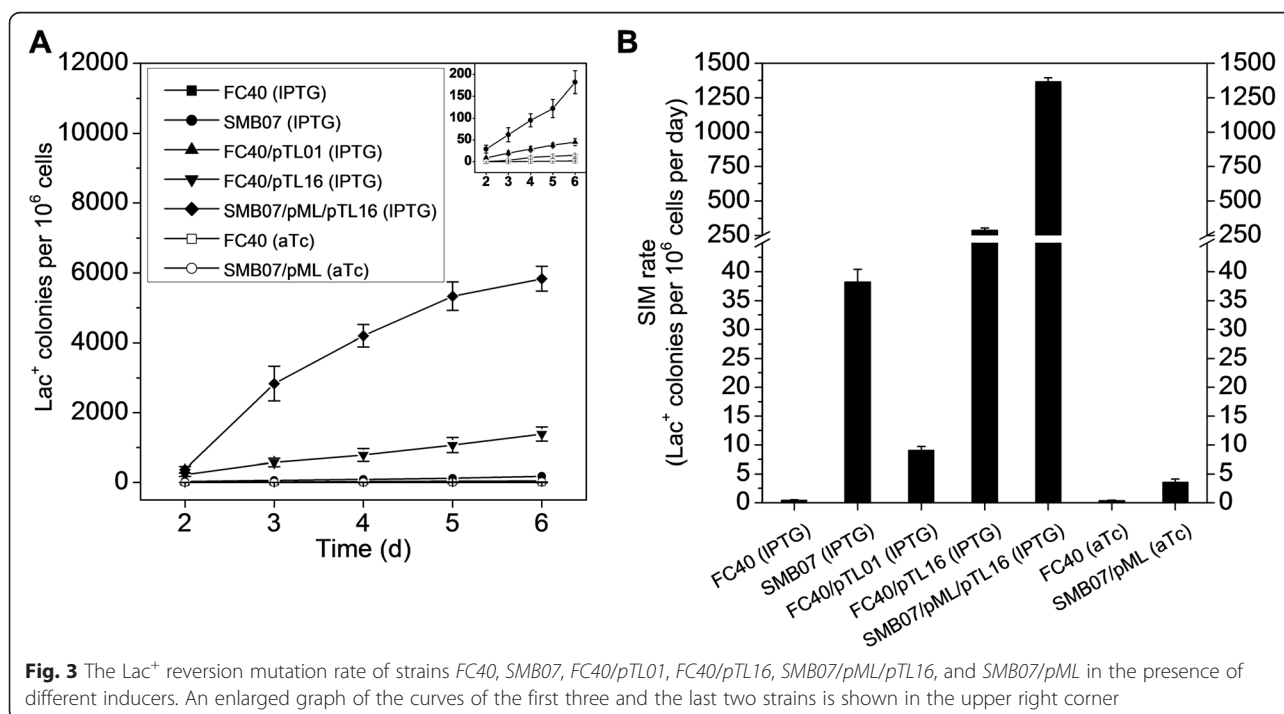 A
12000
10000
8000
6000
4000
2000
0
2 3 4 5 6
Time (d)
Lac+ colonies per 10^6 cells
FC40 (IPTG)
SMB07 (IPTG)
FC40/pTL01 (IPTG)
FC40/pTL16 (IPTG)
SMB07/pML/pTL16 (IPTG)
FC40 (aTc)
SMB07/pML (aTc)
200
150
100
50
0
2 3 4 5 6
B
SIM rate
(Lac+ colonies per 10^6 cells per day)
1500 1500
1250 1250
1000 1000
750 750
500 500
250 250
40 40
35 35
30 30
25 25
20 20
15 15
10 10
5 5
0 0
FC40 (IPTG)
SMB07 (IPTG)
FC40/pTL01 (IPTG)
FC40/pTL16 (IPTG)
SMB07/pML/pTL16 (IPTG)
FC40 (aTc)
SMB07/pML (aTc)
Fig. 3 The Lac+ reversion mutation rate of strains FC40, SMB07, FC40/pTL01, FC40/pTL16, SMB07/pML/pTL16, and SMB07/pML in the presence of
different inducers. An enlarged graph of the curves of the first three and the last two strains is shown in the upper right corner